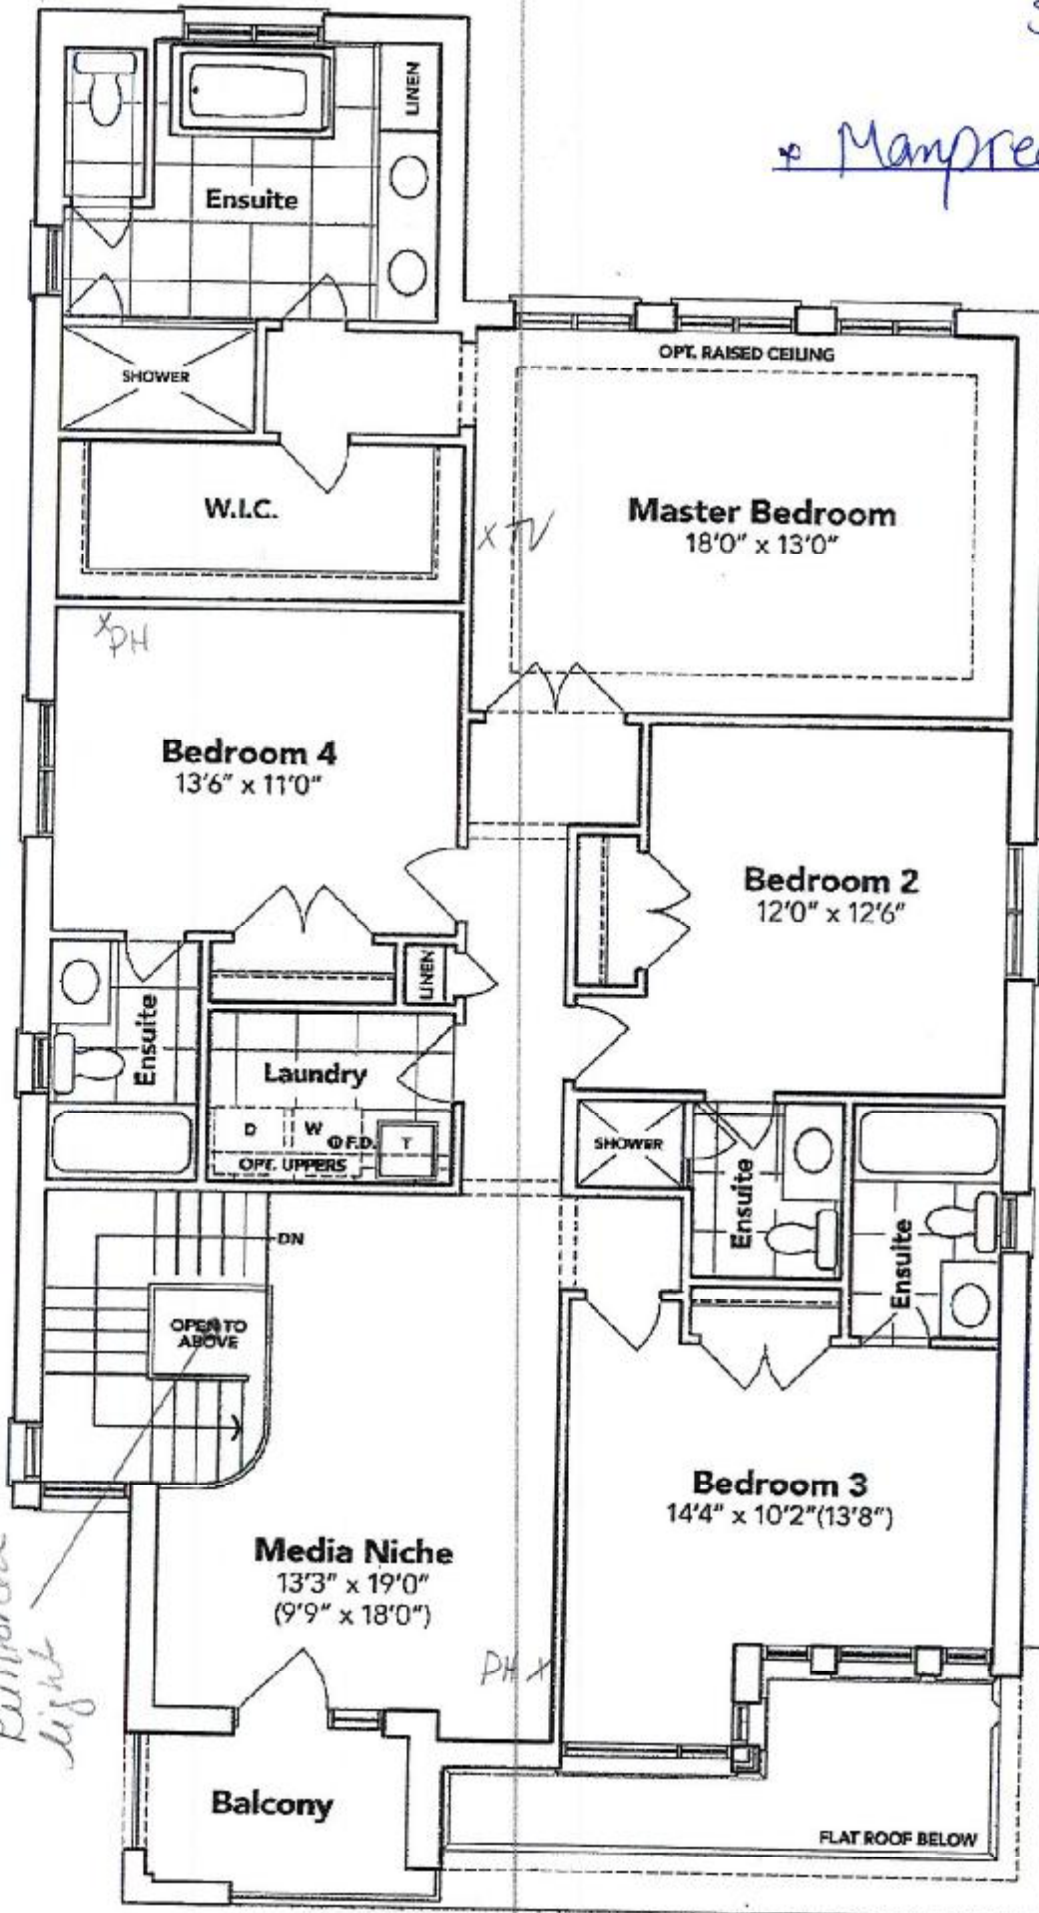 LINEN
Ensuite
OPT. RAISED CEILING
SHOWER
W.I.C.
Master Bedroom
18'0" x 13'0"
x TV
x PH
Bedroom 4
13'6" x 11'0"
Bedroom 2
12'0" x 12'6"
LINEN
Ensuite
Laundry
D W F.D. T
OPT. UPPERS
SHOWER
Ensuite
Ensuite
DN
OPEN TO
ABOVE
Bedroom 3
14'4" x 10'2"(13'8")
Media Niche
13'3" x 19'0"
(9'9" x 18'0")
PH x
light
Balcony
FLAT ROOF BELOW